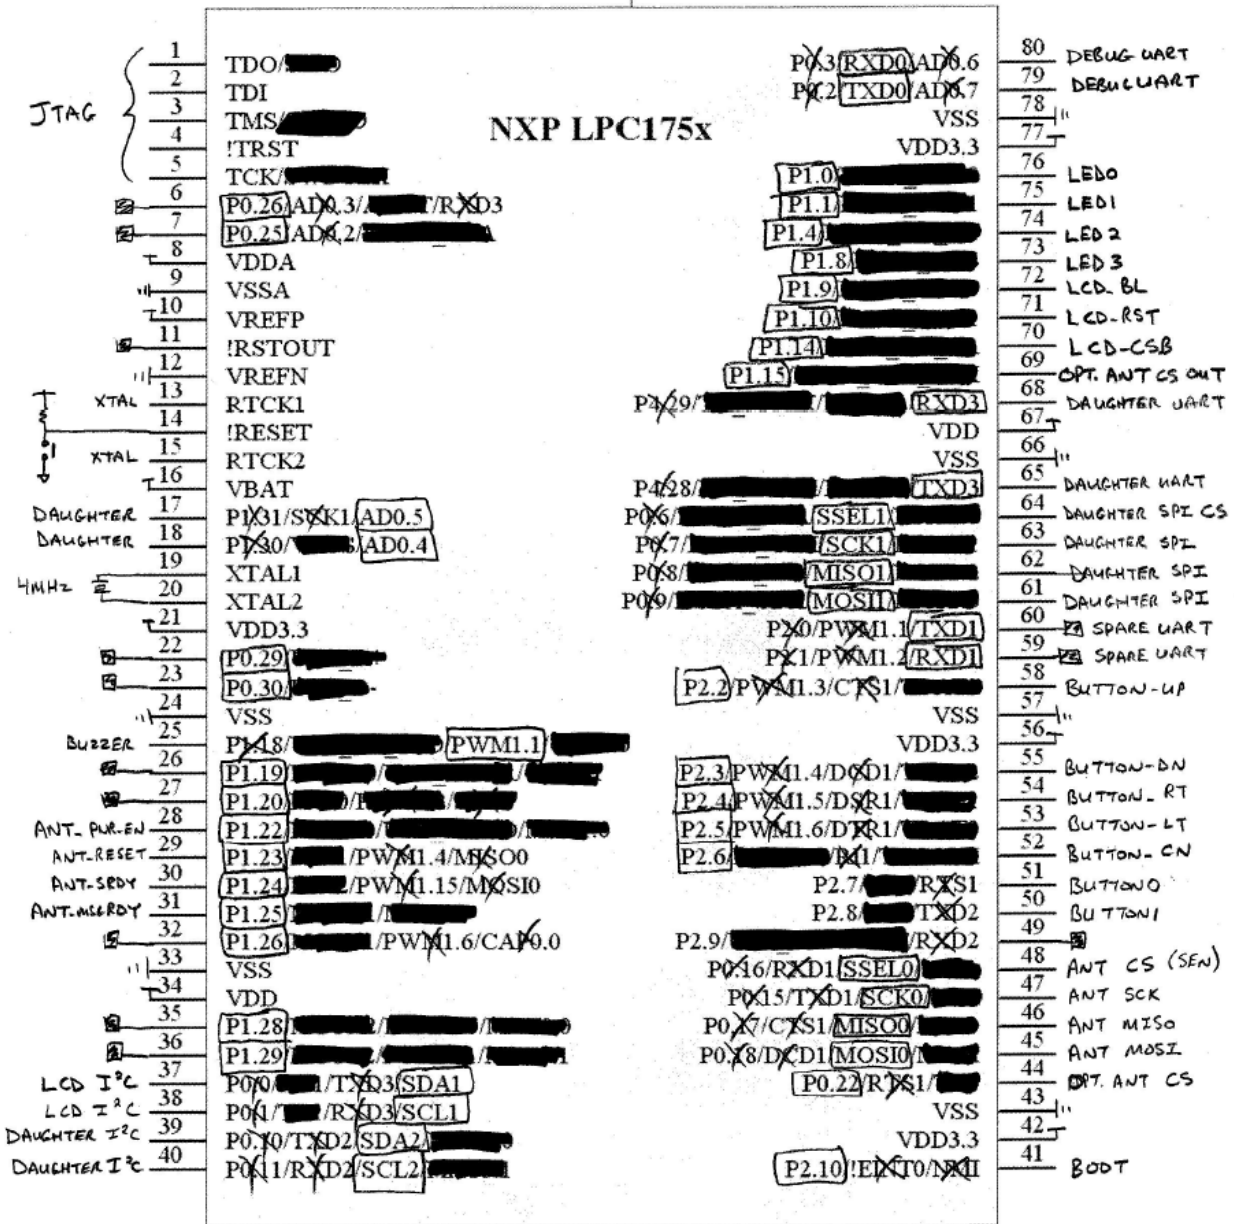 NXP LPC175x
JTAG
1 TDO/
2 TDI
3 TMS/
4 !TRST
5 TCK/
6 P0.26/AD0.3/ /RXD3
7 P0.25/AD0.2/
8 VDDA
9 VSSA
10 VREFP
11 !RSTOUT
12 VREFN
XTAL 13 RTCK1
14 !RESET
XTAL 15 RTCK2
16 VBAT
DAUGHTER 17 P1.31/SCK1/AD0.5
DAUGHTER 18 P1.30/ /AD0.4
19 XTAL1
4MHz
20 XTAL2
21 VDD3.3
22 P0.29/
23 P0.30/
24 VSS
BUZZER 25 P1.18/ /PWM1.1/
26 P1.19/
27 P1.20/
ANT_PWR-EN 28 P1.22/
ANT-RESET 29 P1.23/ /PWM1.4/MISO0
ANT-SRDY 30 P1.24/ /PWM1.15/MOSI0
ANT-MSGRDY 31 P1.25/
32 P1.26/ /PWM1.6/CAP0.0
33 VSS
34 VDD
35 P1.28/
36 P1.29/
LCD I²C 37 P0.0/ /TXD3/SDA1
LCD I²C 38 P0.1/ /RXD3/SCL1
DAUGHTER I²C 39 P0.10/TXD2/SDA2/
DAUGHTER I²C 40 P0.11/RXD2/SCL2/
P0.3/RXD0/AD0.6 80 DEBUG UART
P0.2/TXD0/AD0.7 79 DEBUG UART
VSS 78
VDD3.3 77
P1.0/ 76 LED0
P1.1/ 75 LED1
P1.4/ 74 LED2
P1.8/ 73 LED3
P1.9/ 72 LCD_BL
P1.10/ 71 LCD-RST
P1.14/ 70 LCD-CSB
P1.15/ 69 OPT. ANT CS OUT
P4.29/ /RXD3 68 DAUGHTER UART
VDD 67
VSS 66
P4.28/ /TXD3 65 DAUGHTER UART
P0.6/ /SSEL1/ 64 DAUGHTER SPI CS
P0.7/ /SCK1/ 63 DAUGHTER SPI
P0.8/ /MISO1/ 62 DAUGHTER SPI
P0.9/ /MOSI1/ 61 DAUGHTER SPI
P2.0/PWM1.1/TXD1 60 SPARE UART
P2.1/PWM1.2/RXD1 59 SPARE UART
P2.2/PWM1.3/CTS1/ 58 BUTTON-UP
VSS 57
VDD3.3 56
P2.3/PWM1.4/DCD1/ 55 BUTTON-DN
P2.4/PWM1.5/DSR1/ 54 BUTTON_RT
P2.5/PWM1.6/DTR1/ 53 BUTTON-LT
P2.6/ /RI1/ 52 BUTTON-CN
P2.7/ /RTS1 51 BUTTON0
P2.8/ /TXD2 50 BUTTON1
P2.9/ /RXD2 49
P0.16/RXD1/SSEL0/ 48 ANT CS (SEN)
P0.15/TXD1/SCK0/ 47 ANT SCK
P0.17/CTS1/MISO0/ 46 ANT MISO
P0.18/DCD1/MOSI0/ 45 ANT MOSI
P0.22/RTS1/ 44 OPT. ANT CS
VSS 43
VDD3.3 42
P2.10/!EINT0/NMI 41 BOOT